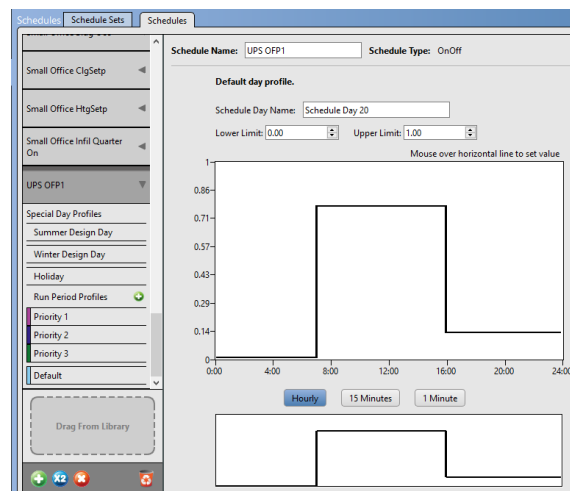 Schedules Schedule Sets Schedules
Schedule Name: UPS OFP1 Schedule Type: OnOff
Small Office ClgSetp
Small Office HtgSetp
Small Office Infil Quarter
On
UPS OFP1
Special Day Profiles
Summer Design Day
Winter Design Day
Holiday
Run Period Profiles
Priority 1
Priority 2
Priority 3
Default
Drag From Library
X2
Default day profile.
Schedule Day Name: Schedule Day 20
Lower Limit: 0.00 Upper Limit: 1.00
Mouse over horizontal line to set value
1
0.86
0.71
0.57
0.43
0.29
0.14
0
0:00 4:00 8:00 12:00 16:00 20:00 24:00
Hourly 15 Minutes 1 Minute